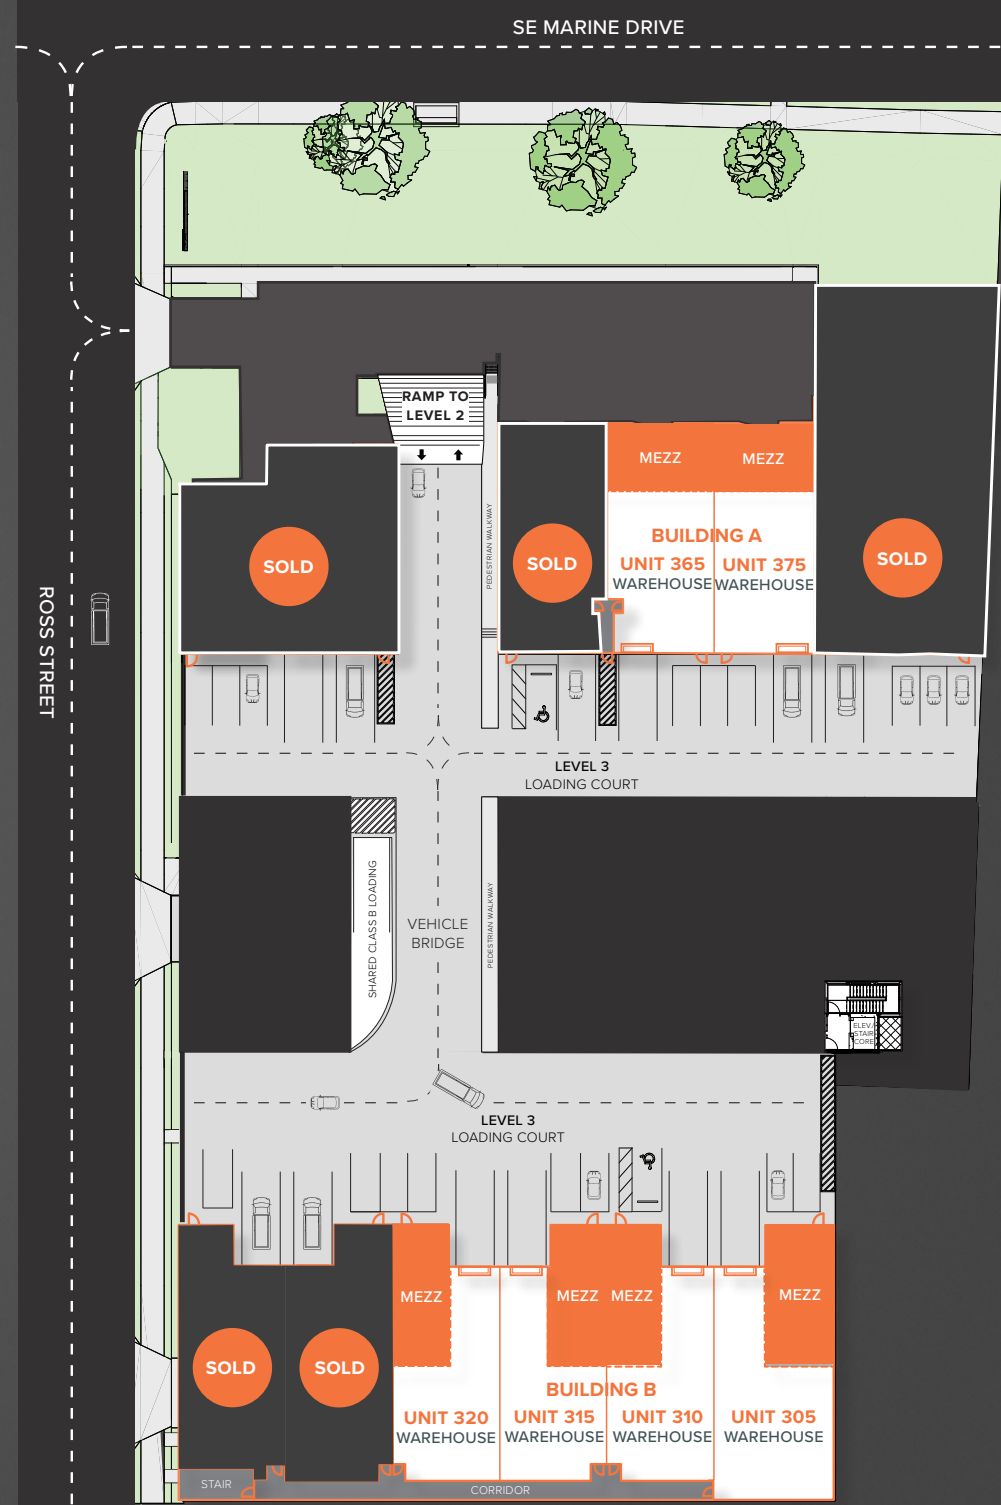 SE MARINE DRIVE
RAMP TO
LEVEL 2
MEZZ
MEZZ
PEDESTRIAN WALKWAY
BUILDING A
UNIT 365
WAREHOUSE
UNIT 375
WAREHOUSE
SOLD
SOLD
SOLD
ROSS STREET
LEVEL 3
LOADING COURT
SHARED CLASS B LOADING
VEHICLE
BRIDGE
PEDESTRIAN WALKWAY
ELEV./
STAIR
CORE
LEVEL 3
LOADING COURT
MEZZ
MEZZ
MEZZ
MEZZ
SOLD
SOLD
BUILDING B
UNIT 320
WAREHOUSE
UNIT 315
WAREHOUSE
UNIT 310
WAREHOUSE
UNIT 305
WAREHOUSE
STAIR
CORRIDOR